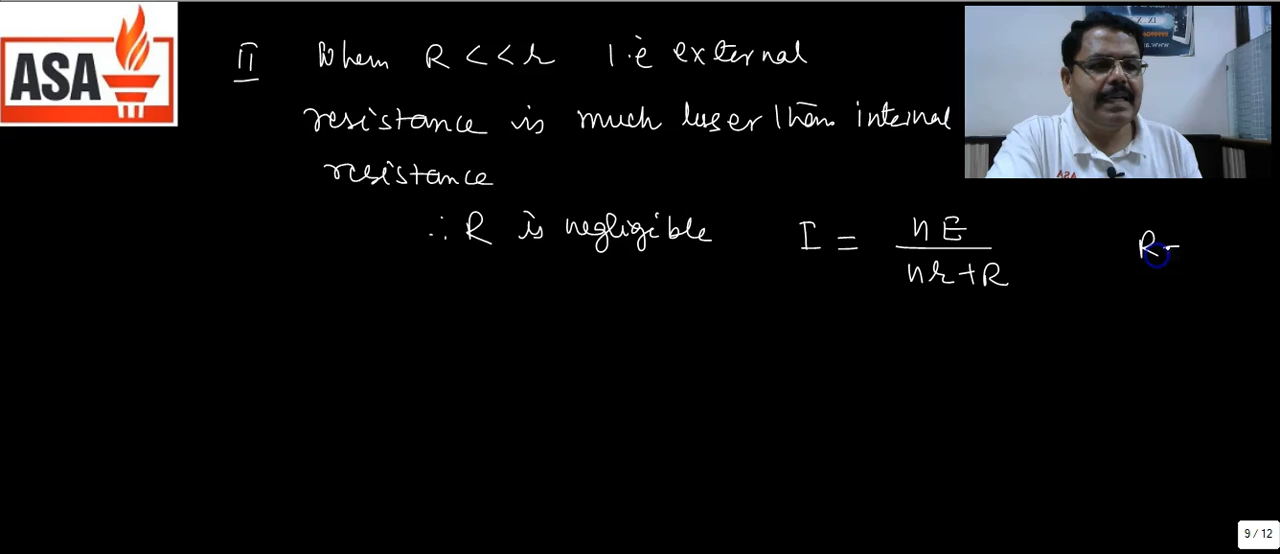 ASA
II When R << r I.e external
resistance is much lesser than internal
resistance
∴ R is negligible I = nE / nr + R R -
9 / 12